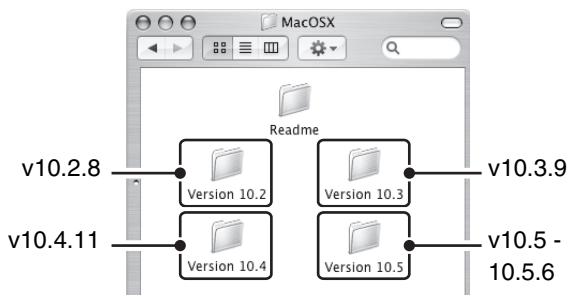 MacOSX
Readme
v10.2.8
Version 10.2
Version 10.3
v10.3.9
v10.4.11
Version 10.4
Version 10.5
v10.5 -
10.5.6